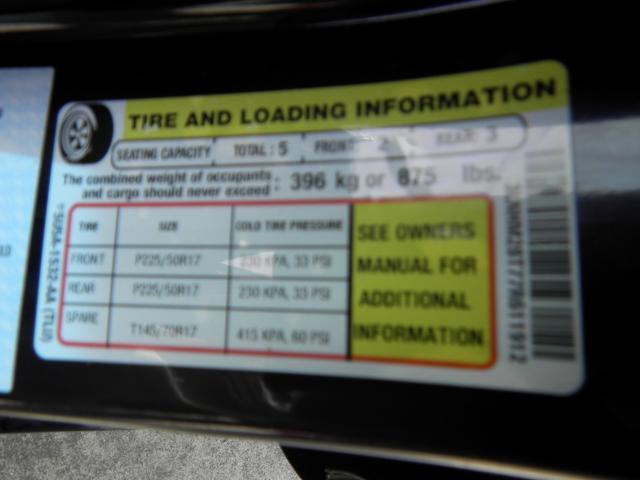 TIRE AND LOADING INFORMATION
SEATING CAPACITY TOTAL : 5 FRONT : 2 REAR: 3
The combined weight of occupants and cargo should never exceed : 396 kg or 875 lbs.
TIRE SIZE COLD TIRE PRESSURE
FRONT P225/50R17 230 KPA, 33 PSI
REAR P225/50R17 230 KPA, 33 PSI
SPARE T145/70R17 415 KPA, 60 PSI
SEE OWNERS
MANUAL FOR
ADDITIONAL
INFORMATION